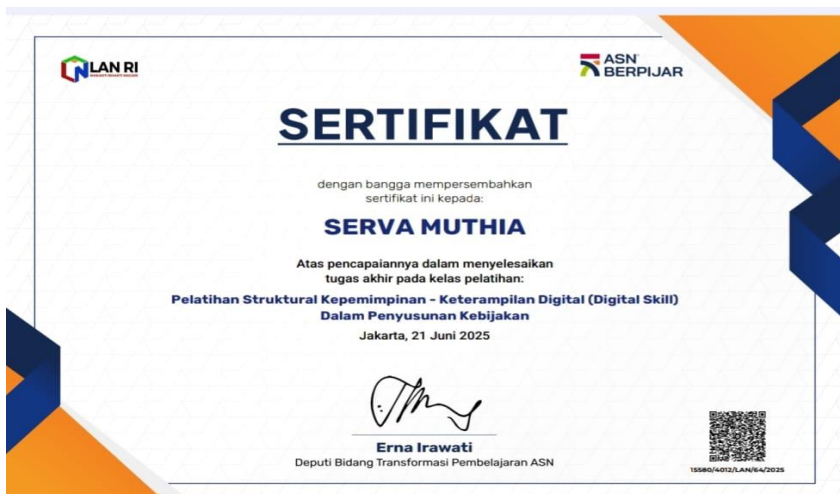 LAN RI
ASN
BERPIJAR
SERTIFIKAT
dengan bangga mempersembahkan
sertifikat ini kepada:
SERVA MUTHIA
Atas pencapaiannya dalam menyelesaikan
tugas akhir pada kelas pelatihan:
Pelatihan Struktural Kepemimpinan - Keterampilan Digital (Digital Skill)
Dalam Penyusunan Kebijakan
Jakarta, 21 Juni 2025
Erna Irawati
Deputi Bidang Transformasi Pembelajaran ASN
15580/4012/LAN/64/2025